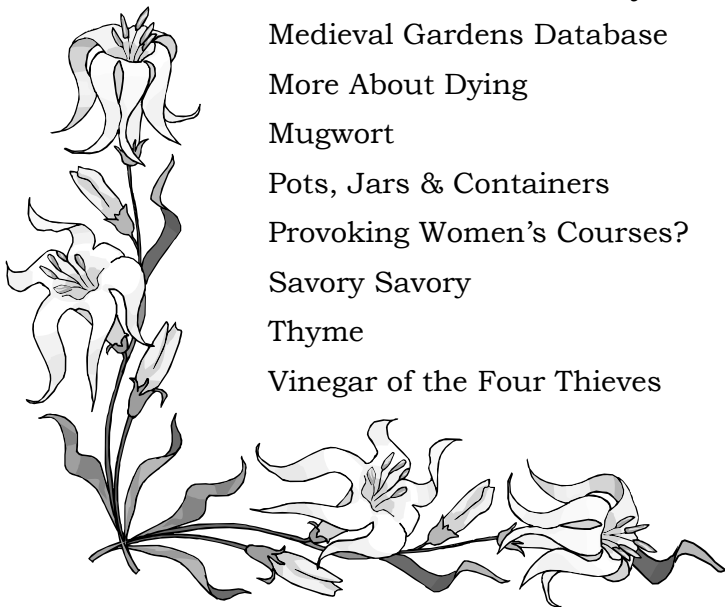 Medieval Gardens Database
More About Dying
Mugwort
Pots, Jars & Containers
Provoking Women's Courses?
Savory Savory
Thyme
Vinegar of the Four Thieves